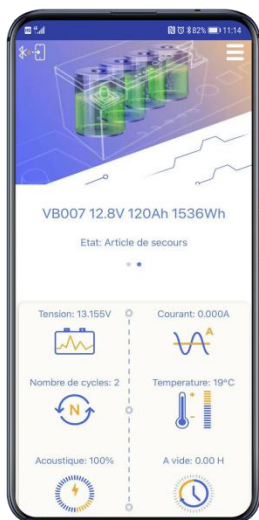 82% 11:14
VB007 12.8V 120Ah 1536Wh
Etat: Article de secours
Tension: 13.155V
Courant: 0.000A
A
Nombre de cycles: 2
Temperature: 19°C
N
Acoustique: 100%
A vide: 0.00 H